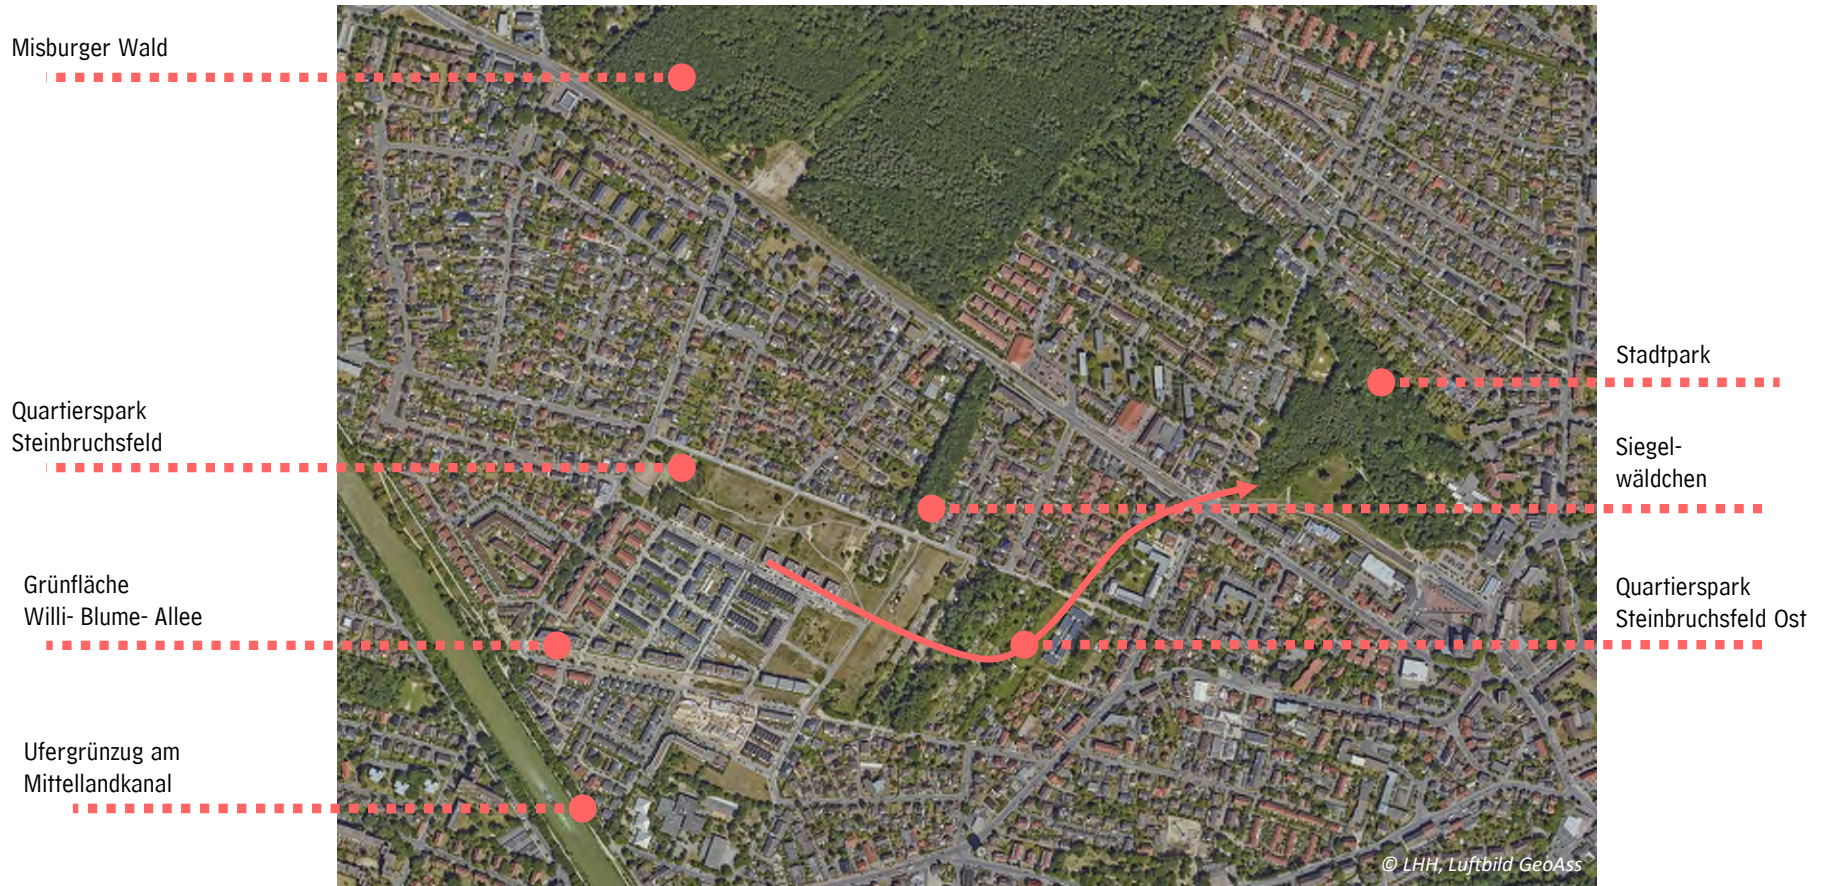 Misburger Wald
Quartierspark
Steinbruchsfeld
Grünfläche
Willi- Blume- Allee
Ufergrünzug am
Mittellandkanal
Stadtpark
Siegel-
wäldchen
Quartierspark
Steinbruchsfeld Ost
© LHH, Luftbild GeoAss